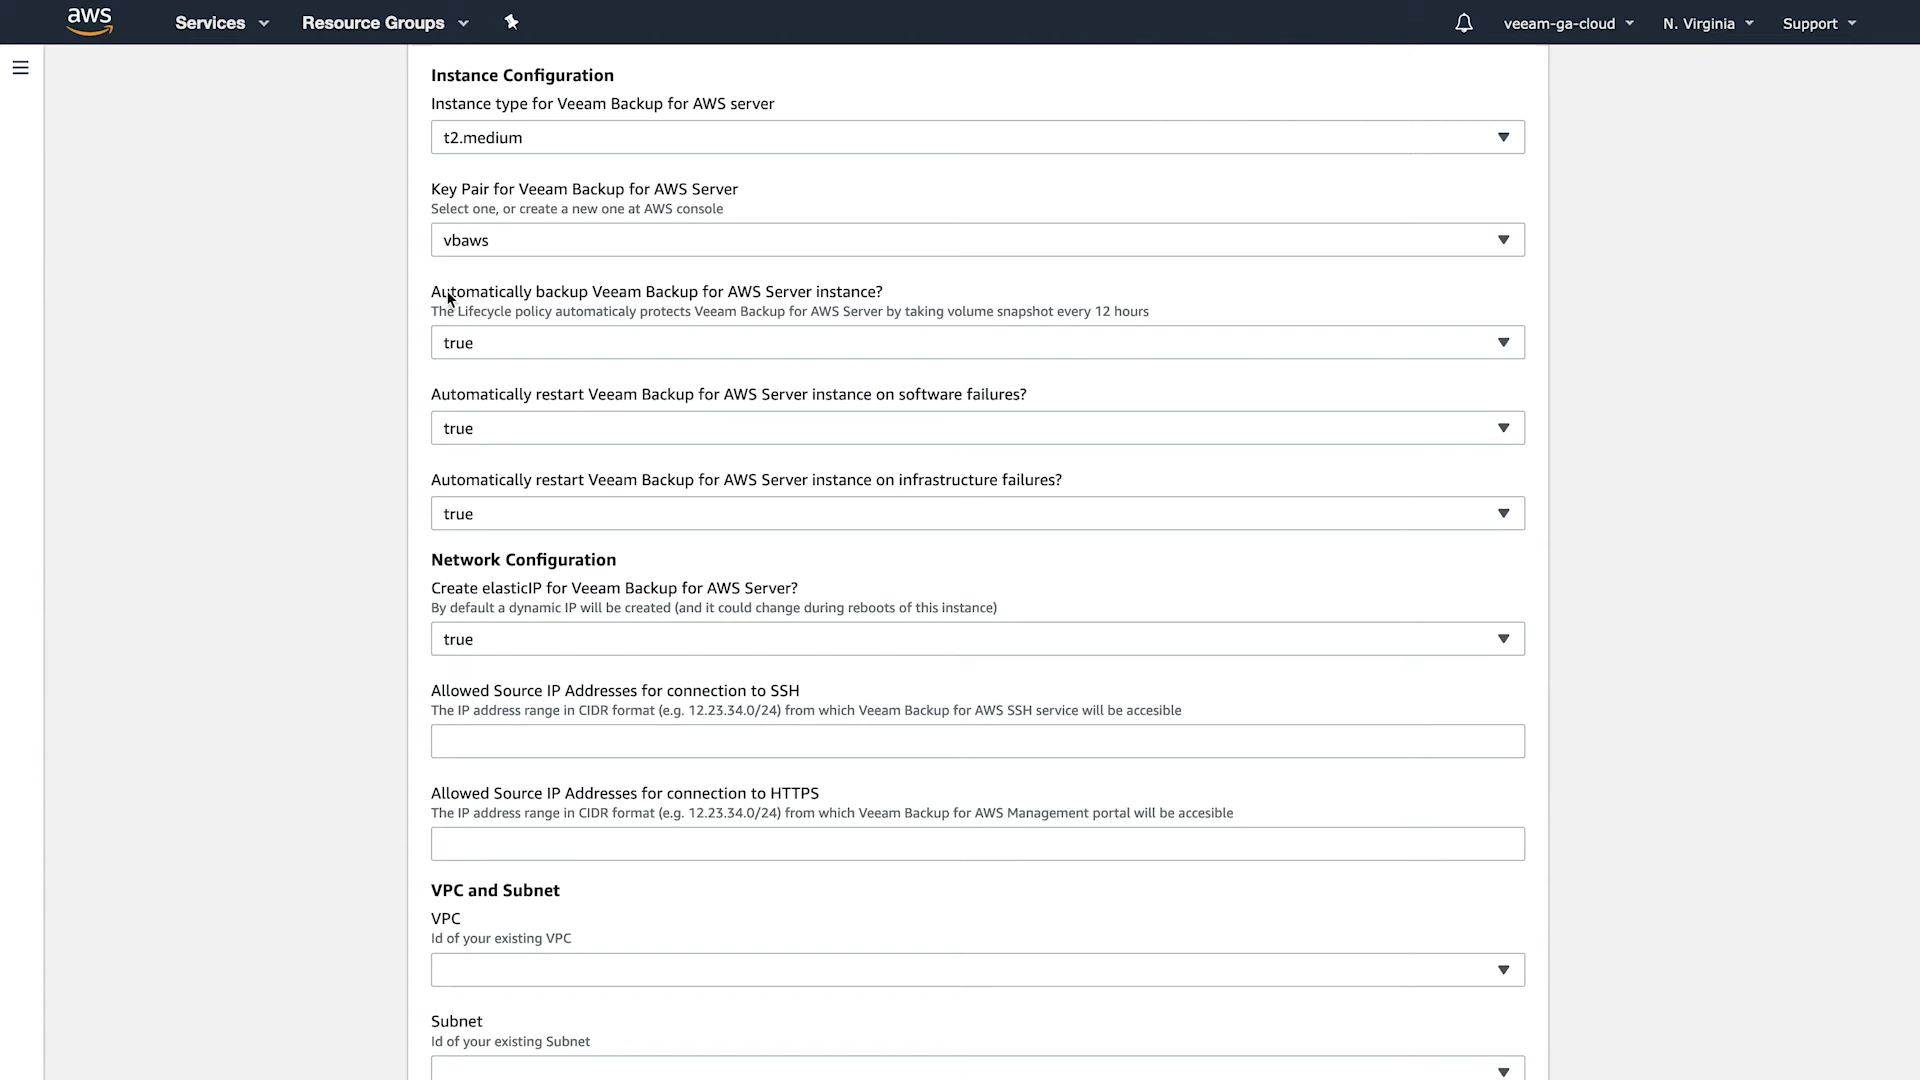 aws Services Resource Groups veeam-ga-cloud N. Virginia Support
Instance Configuration
Instance type for Veeam Backup for AWS server
t2.medium
Key Pair for Veeam Backup for AWS Server
Select one, or create a new one at AWS console
vbaws
Automatically backup Veeam Backup for AWS Server instance?
The Lifecycle policy automaticaly protects Veeam Backup for AWS Server by taking volume snapshot every 12 hours
true
Automatically restart Veeam Backup for AWS Server instance on software failures?
true
Automatically restart Veeam Backup for AWS Server instance on infrastructure failures?
true
Network Configuration
Create elasticIP for Veeam Backup for AWS Server?
By default a dynamic IP will be created (and it could change during reboots of this instance)
true
Allowed Source IP Addresses for connection to SSH
The IP address range in CIDR format (e.g. 12.23.34.0/24) from which Veeam Backup for AWS SSH service will be accesible
Allowed Source IP Addresses for connection to HTTPS
The IP address range in CIDR format (e.g. 12.23.34.0/24) from which Veeam Backup for AWS Management portal will be accesible
VPC and Subnet
VPC
Id of your existing VPC
Subnet
Id of your existing Subnet